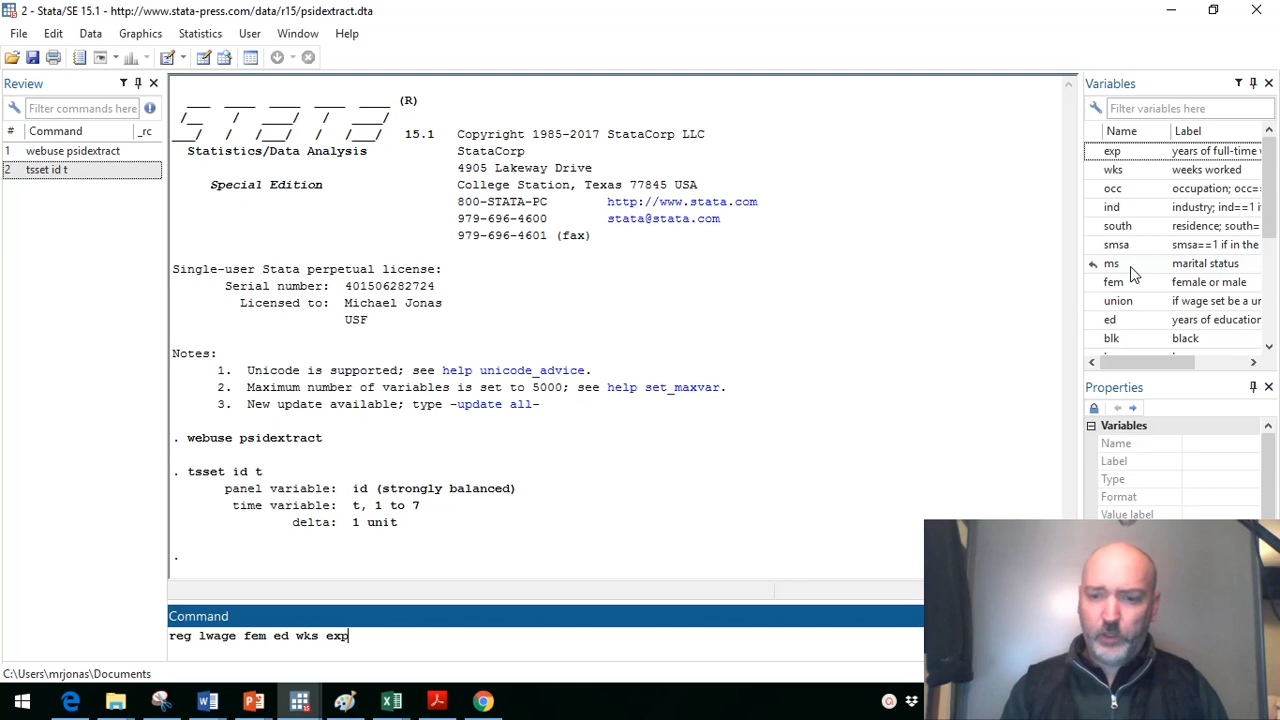 2 - Stata/SE 15.1 - http://www.stata-press.com/data/r15/psidextract.dta
File Edit Data Graphics Statistics User Window Help
Review
Filter commands here
# Command _rc
1 webuse psidextract
2 tsset id t
(R)
15.1 Copyright 1985-2017 StataCorp LLC
Statistics/Data Analysis StataCorp
4905 Lakeway Drive
Special Edition College Station, Texas 77845 USA
800-STATA-PC http://www.stata.com
979-696-4600 stata@stata.com
979-696-4601 (fax)
Single-user Stata perpetual license:
Serial number: 401506282724
Licensed to: Michael Jonas
USF
Notes:
1. Unicode is supported; see help unicode_advice.
2. Maximum number of variables is set to 5000; see help set_maxvar.
3. New update available; type -update all-
. webuse psidextract
. tsset id t
panel variable: id (strongly balanced)
time variable: t, 1 to 7
delta: 1 unit
.
Command
reg lwage fem ed wks exp
C:\Users\mrjonas\Documents
Variables
Filter variables here
Name Label
exp years of full-time
wks weeks worked
occ occupation; occ=
ind industry; ind==1 i
south residence; south=
smsa smsa==1 if in the
ms marital status
fem female or male
union if wage set be a u
ed years of education
blk black
Properties
Variables
Name
Label
Type
Format
Value label